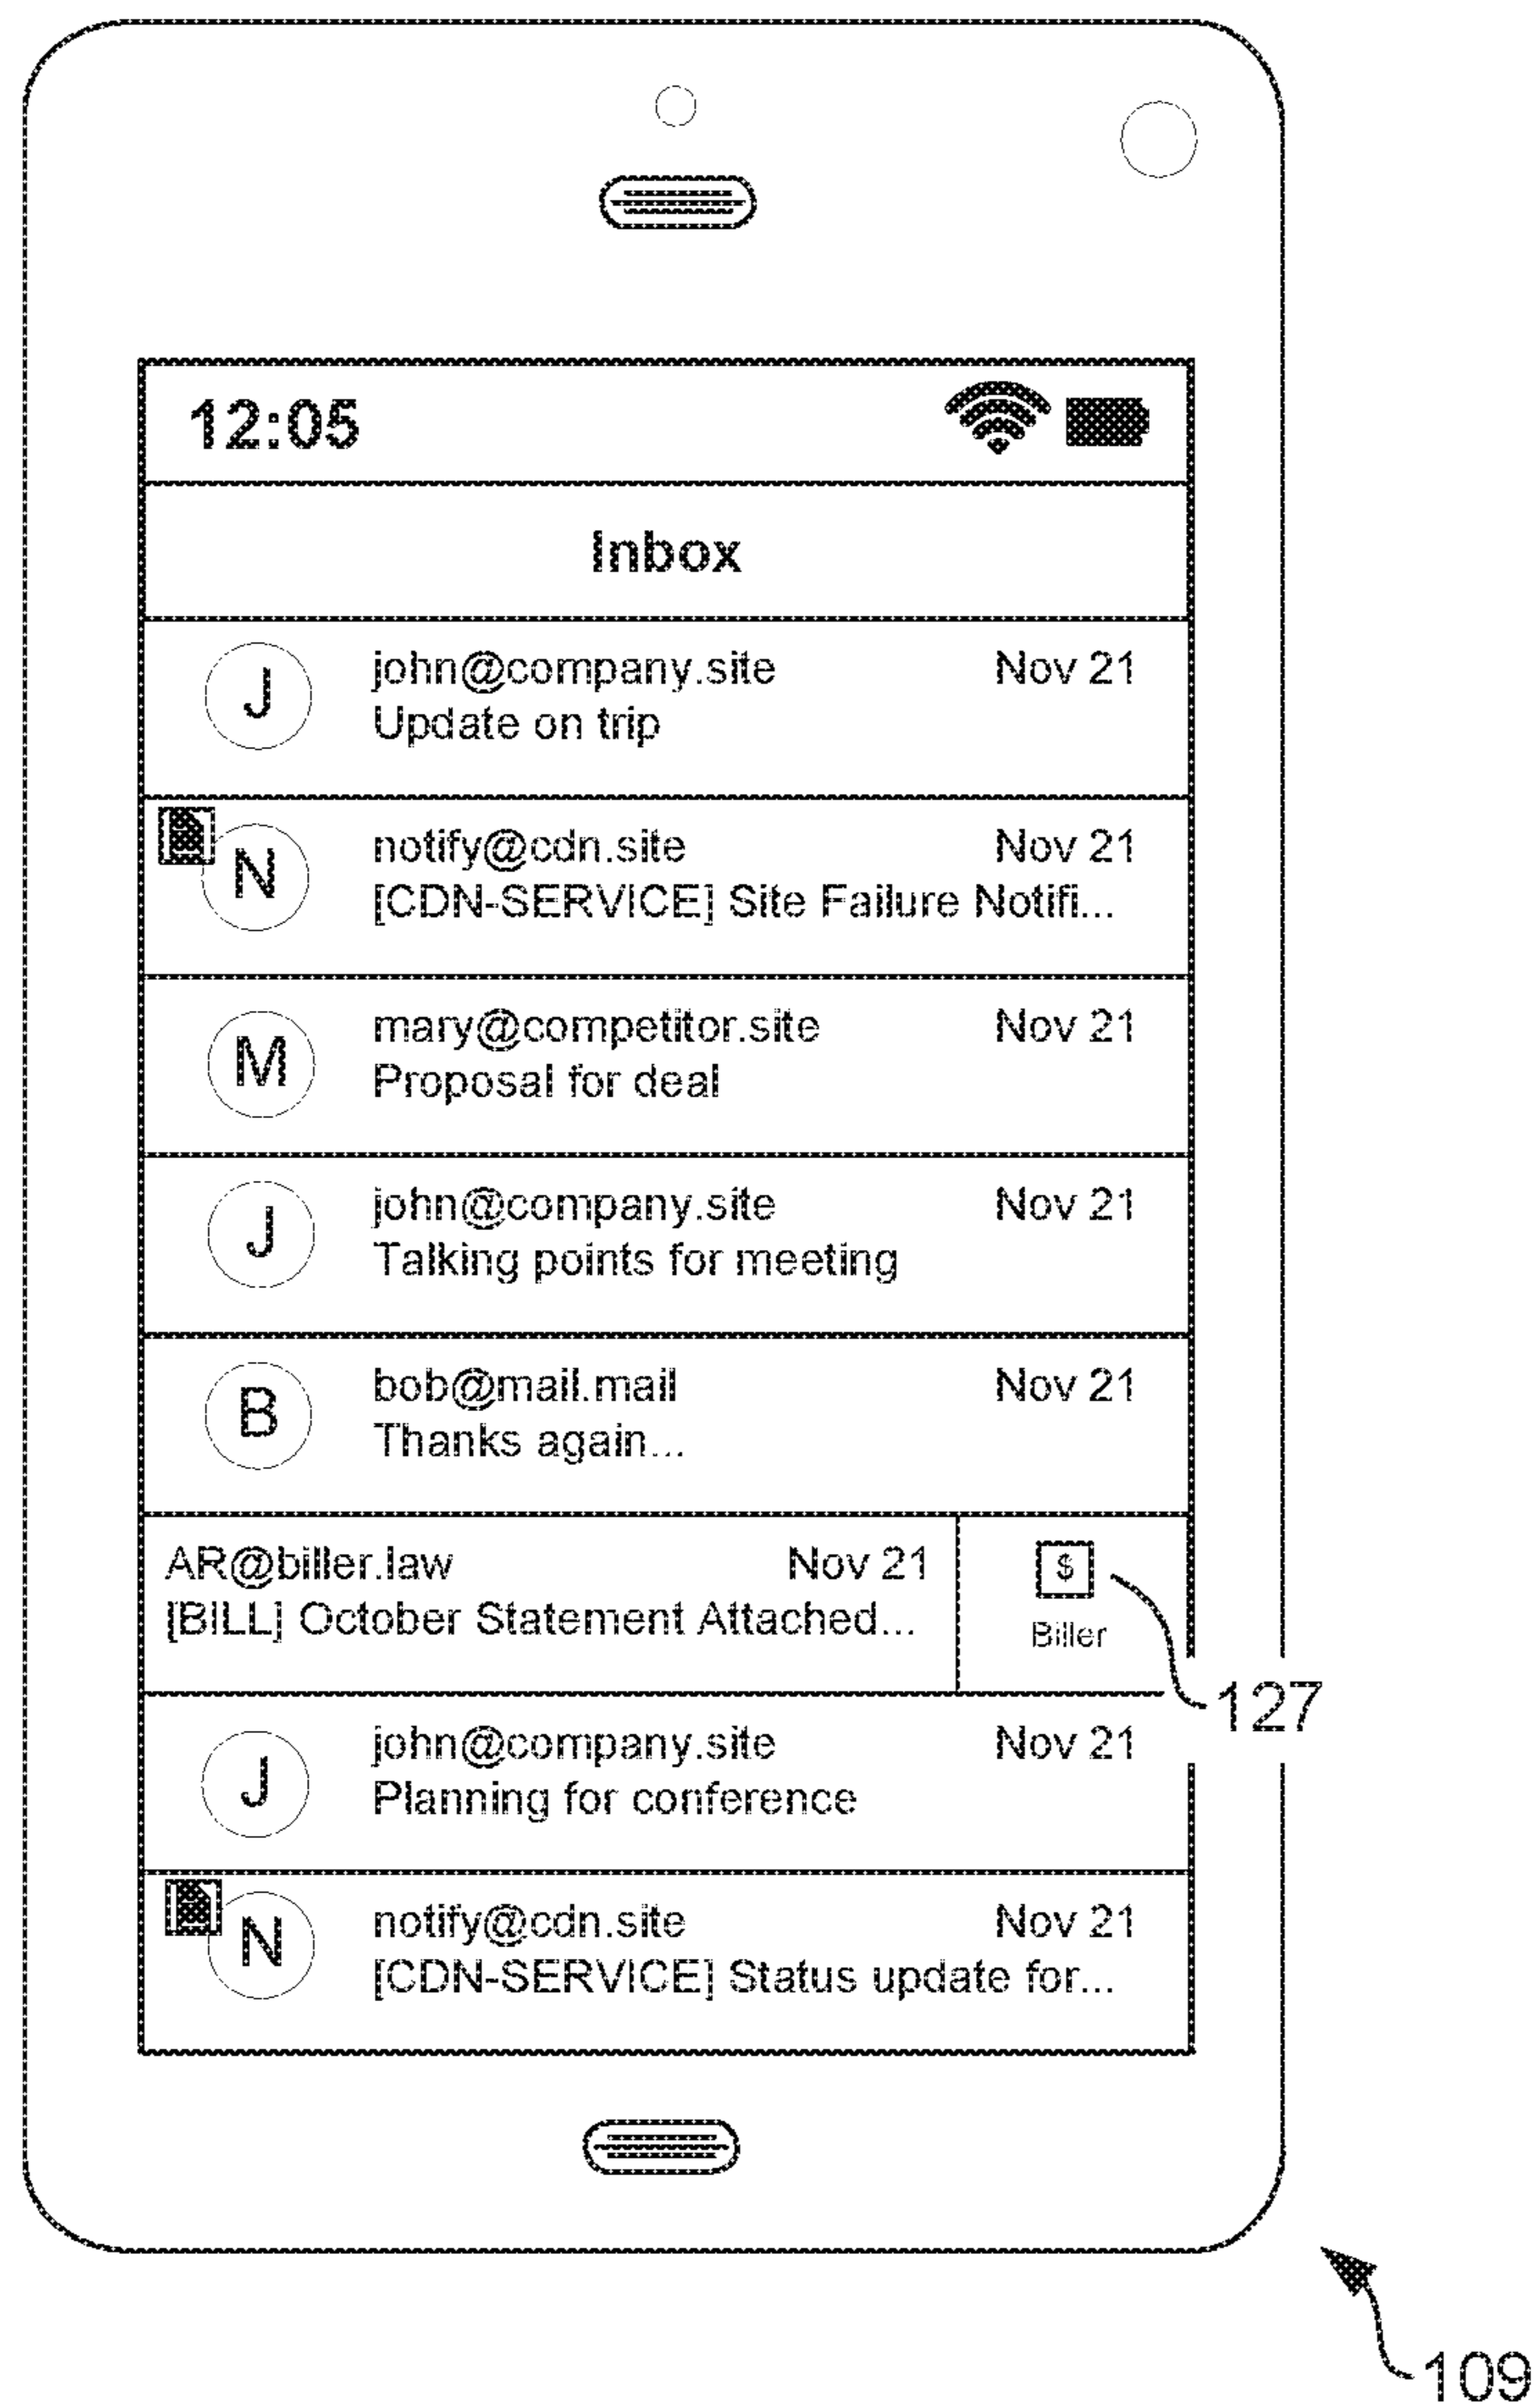 12:05
Inbox
J
john@company.site Nov 21
Update on trip
N
notify@cdn.site Nov 21
[CDN-SERVICE] Site Failure Notifi...
M
mary@competitor.site Nov 21
Proposal for deal
J
john@company.site Nov 21
Talking points for meeting
B
bob@mail.mail Nov 21
Thanks again...
AR@biller.law Nov 21
[BILL] October Statement Attached...
$
Biller
127
J
john@company.site Nov 21
Planning for conference
N
notify@cdn.site Nov 21
[CDN-SERVICE] Status update for...
109